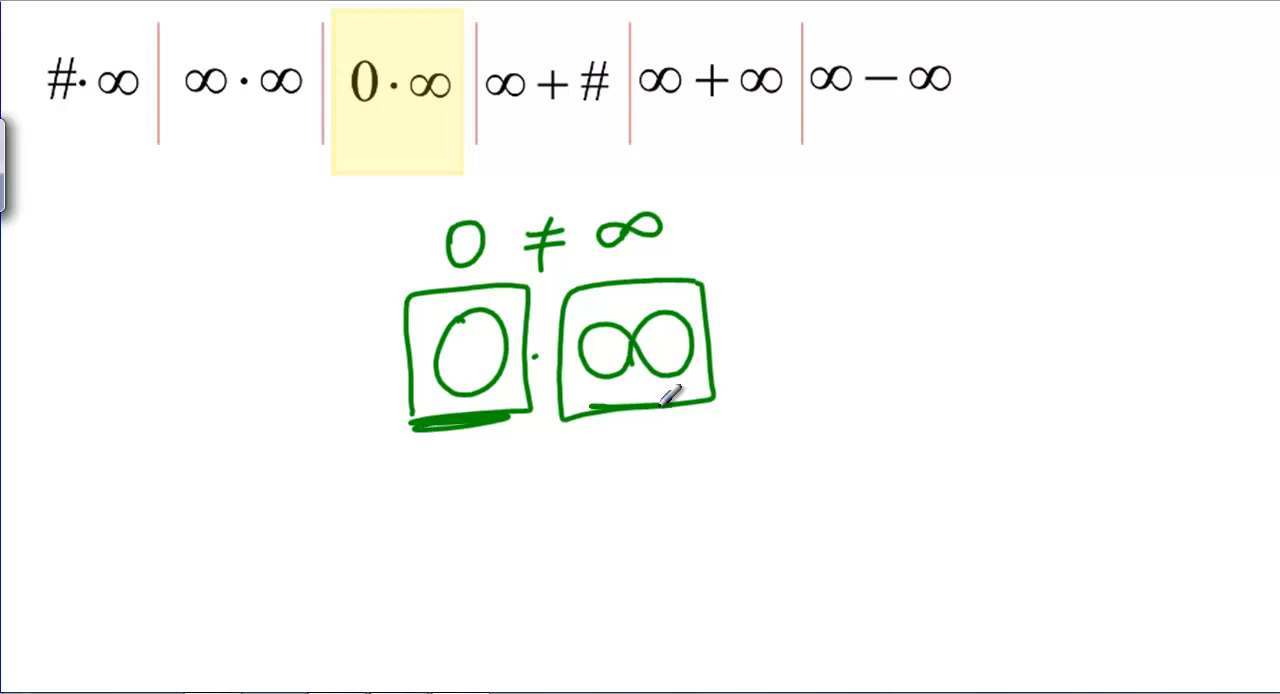 #·∞ | ∞·∞ | 0·∞ | ∞+# | ∞+∞ | ∞−∞
0 ≠ ∞
0 · ∞